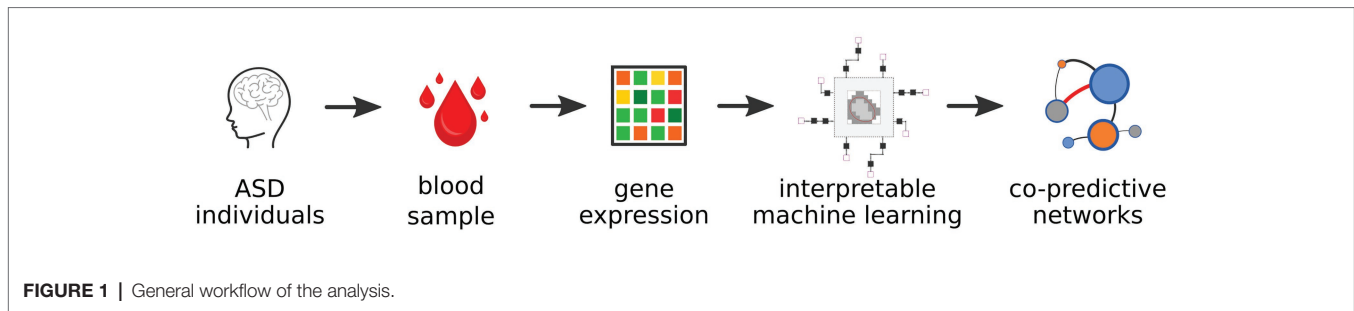 ASD
individuals
blood
sample
gene
expression
interpretable
machine learning
co-predictive
networks
FIGURE 1 | General workflow of the analysis.